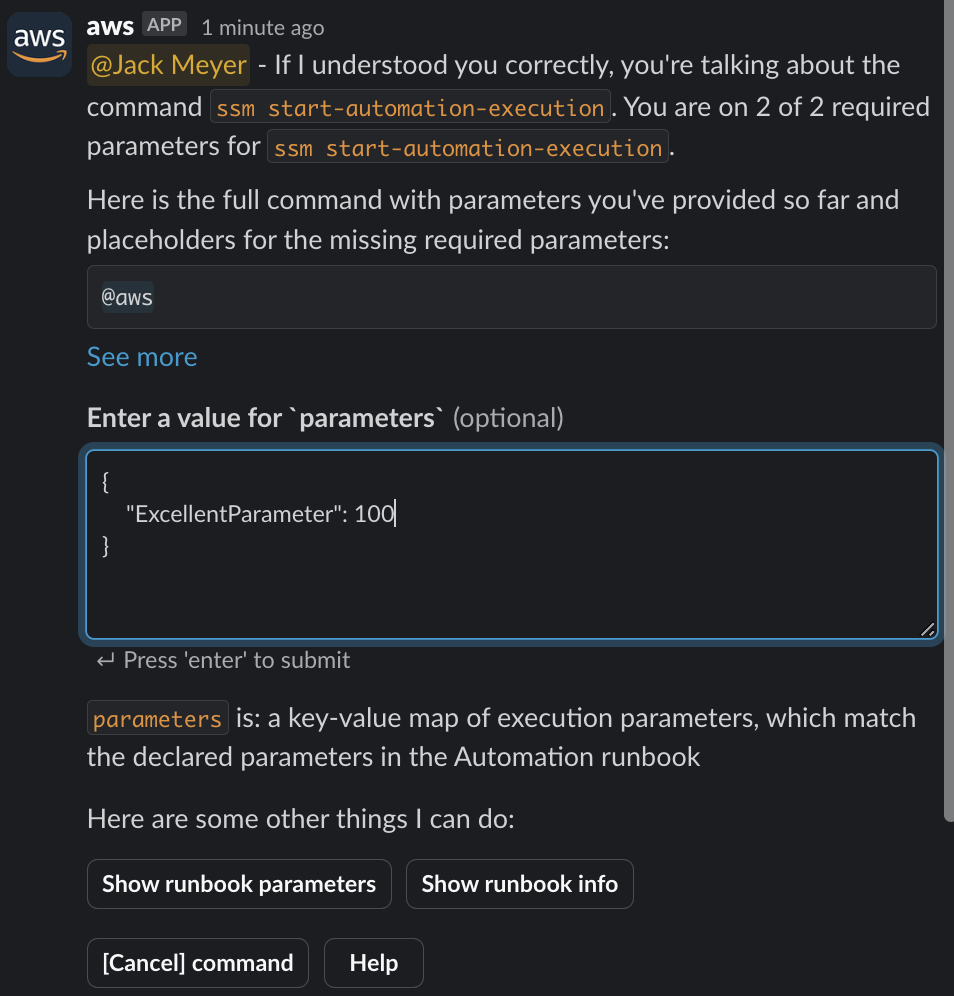 aws
aws APP 1 minute ago
@Jack Meyer - If I understood you correctly, you're talking about the
command ssm start-automation-execution. You are on 2 of 2 required
parameters for ssm start-automation-execution.
Here is the full command with parameters you've provided so far and
placeholders for the missing required parameters:
@aws
See more
Enter a value for `parameters` (optional)
{
"ExcellentParameter": 100
}
↵ Press 'enter' to submit
parameters is: a key-value map of execution parameters, which match
the declared parameters in the Automation runbook
Here are some other things I can do:
Show runbook parameters Show runbook info
[Cancel] command Help